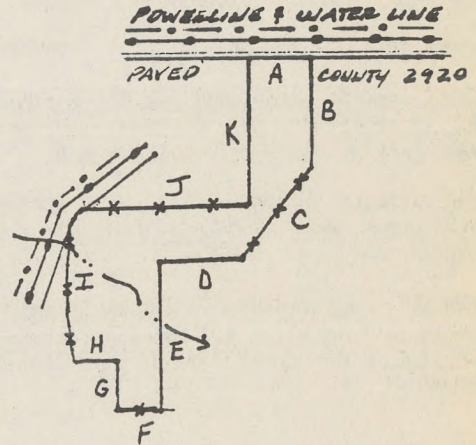 POWERLINE & WATER LINE
PAVED A COUNTY 2920
B
K
J
C
I
D
H
E
G
F